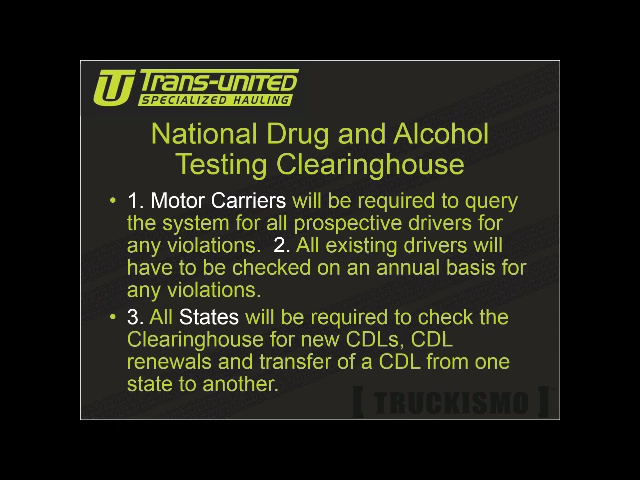 TRANS-UNITED
SPECIALIZED HAULING
National Drug and Alcohol
Testing Clearinghouse
• 1. Motor Carriers will be required to query
the system for all prospective drivers for
any violations.  2. All existing drivers will
have to be checked on an annual basis for
any violations.
• 3. All States will be required to check the
Clearinghouse for new CDLs, CDL
renewals and transfer of a CDL from one
state to another.
[ TRUCKISMO ]